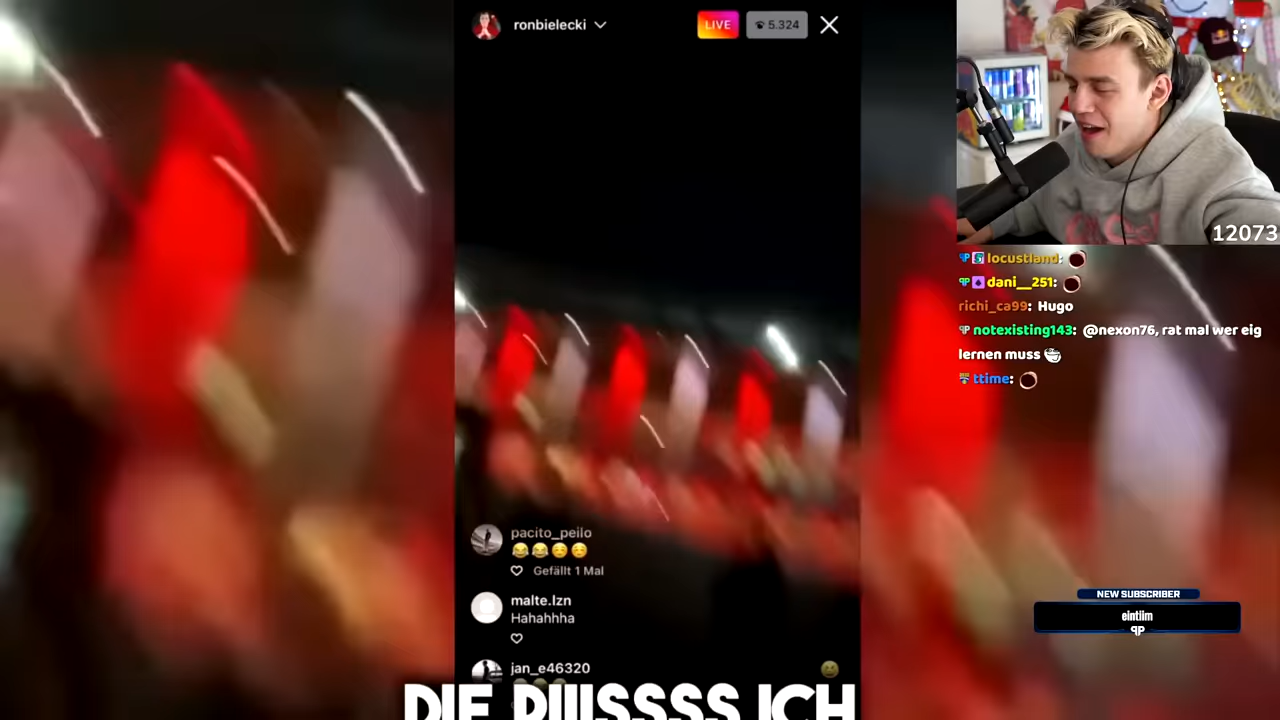 ronbielecki
LIVE
5.324
pacito_peilo
Gefällt 1 Mal
malte.lzn
Hahahhha
jan_e46320
DIE PIIISSSS ICH
12073
locustland:
dani__251:
richi_ca99: Hugo
notexisting143: @nexon76, rat mal wer eig
lernen muss
ttime:
NEW SUBSCRIBER
eintiim